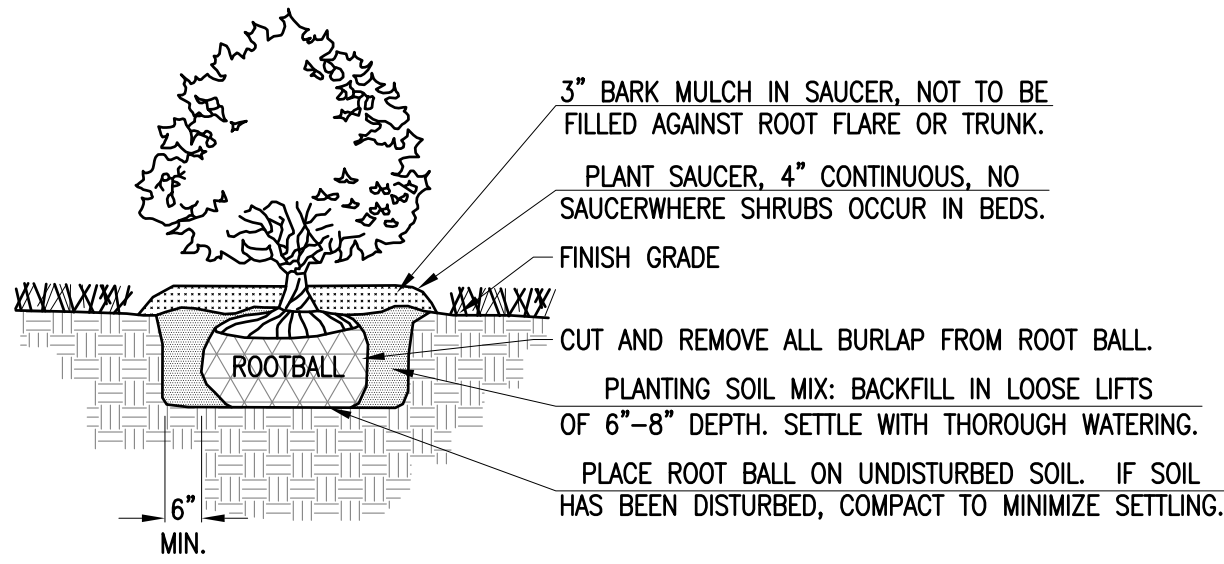 3” BARK MULCH IN SAUCER, NOT TO BE
FILLED AGAINST ROOT FLARE OR TRUNK.
PLANT SAUCER, 4” CONTINUOUS, NO
SAUCERWHERE SHRUBS OCCUR IN BEDS.
FINISH GRADE
CUT AND REMOVE ALL BURLAP FROM ROOT BALL.
ROOTBALL
PLANTING SOIL MIX: BACKFILL IN LOOSE LIFTS
OF 6”-8” DEPTH. SETTLE WITH THOROUGH WATERING.
PLACE ROOT BALL ON UNDISTURBED SOIL. IF SOIL
HAS BEEN DISTURBED, COMPACT TO MINIMIZE SETTLING.
6”
MIN.